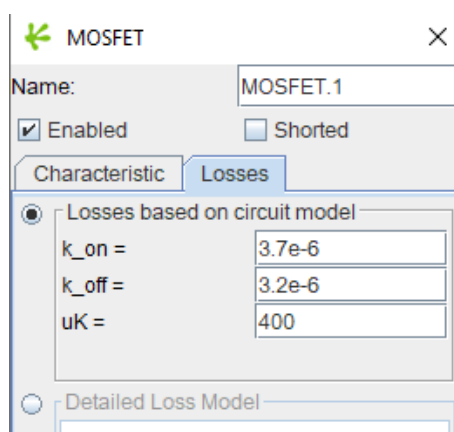 MOSFET
Name: MOSFET.1
Enabled Shorted
Characteristic Losses
Losses based on circuit model
k_on = 3.7e-6
k_off = 3.2e-6
uK = 400
Detailed Loss Model